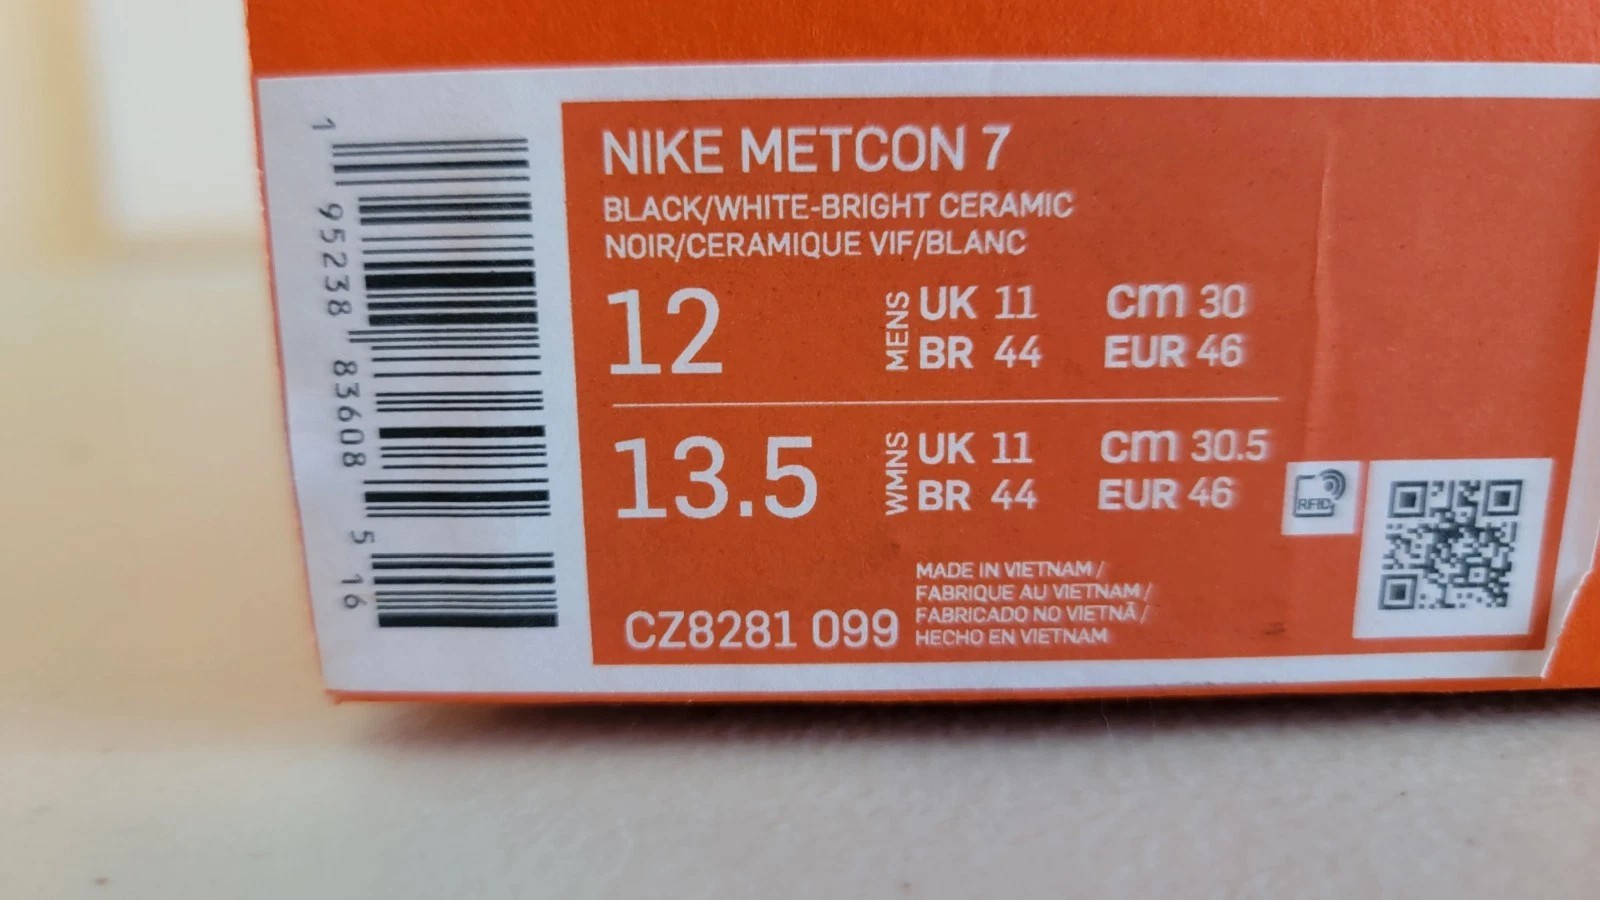 1 95238 83608 5 16
NIKE METCON 7
BLACK/WHITE-BRIGHT CERAMIC
NOIR/CERAMIQUE VIF/BLANC
12
MENS
UK 11 cm 30
BR 44 EUR 46
13.5
WMNS
UK 11 cm 30.5
BR 44 EUR 46
RFID
CZ8281 099
MADE IN VIETNAM /
FABRIQUE AU VIETNAM /
FABRICADO NO VIETNÃ /
HECHO EN VIETNAM